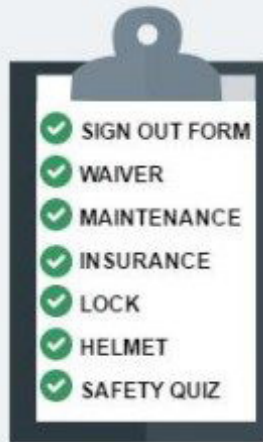 SIGN OUT FORM
WAIVER
MAINTENANCE
INSURANCE
LOCK
HELMET
SAFETY QUIZ